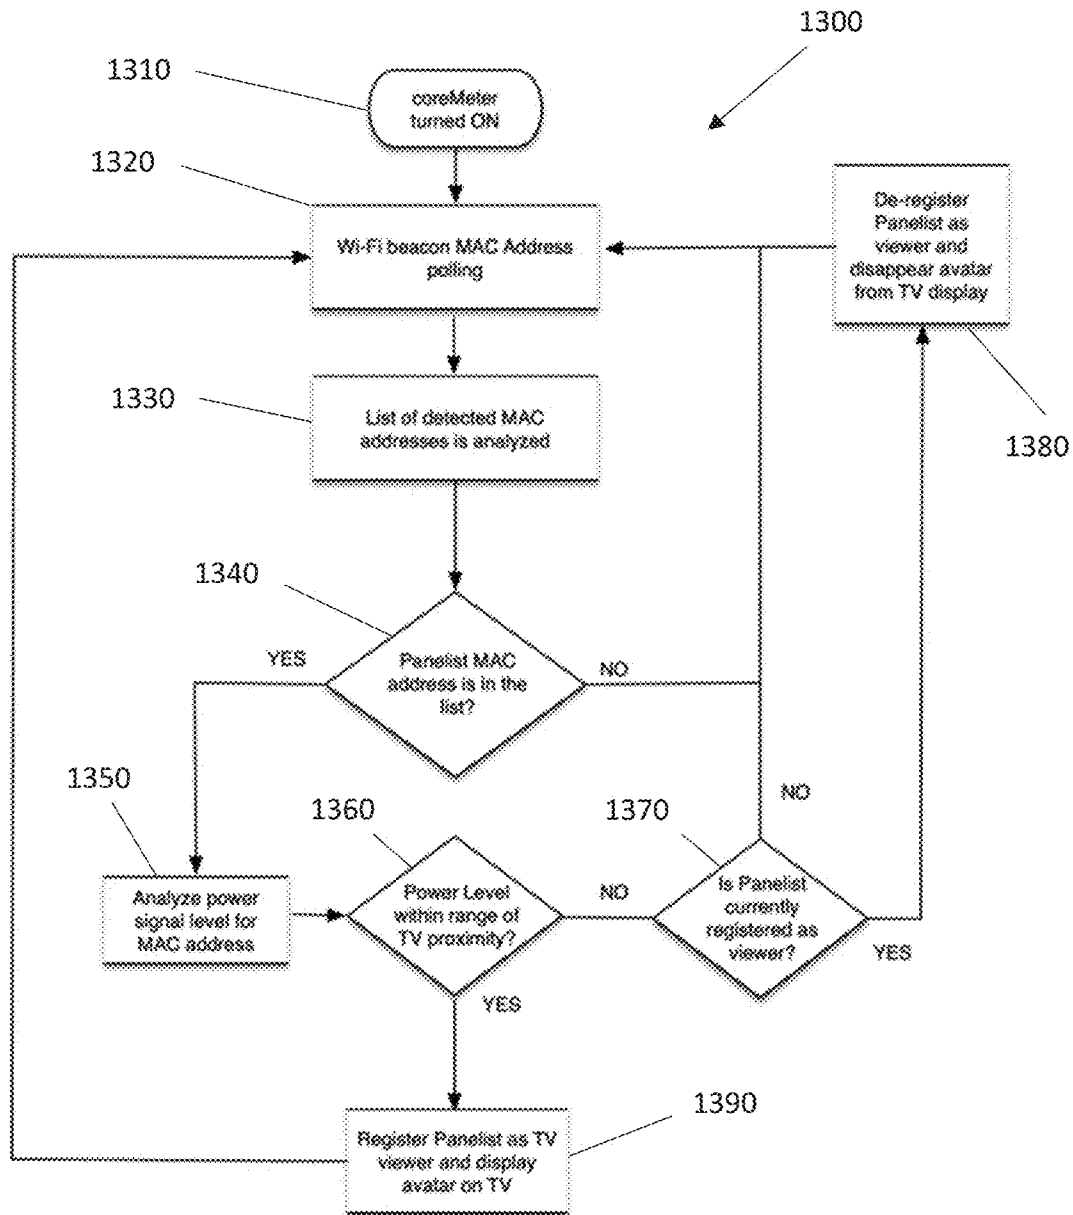 1300
1310
coreMeter
turned ON
1320
Wi-Fi beacon MAC Address
polling
De-register
Panelist as
viewer and
disappear avatar
from TV display
1380
1330
List of detected MAC
addresses is analyzed
1340
YES
Panelist MAC
address is in the
list?
NO
1350
Analyze power
signal level for
MAC address
1360
Power Level
within range of
TV proximity?
NO
YES
1370
NO
Is Panelist
currently
registered as
viewer?
YES
1390
Register Panelist as TV
viewer and display
avatar on TV